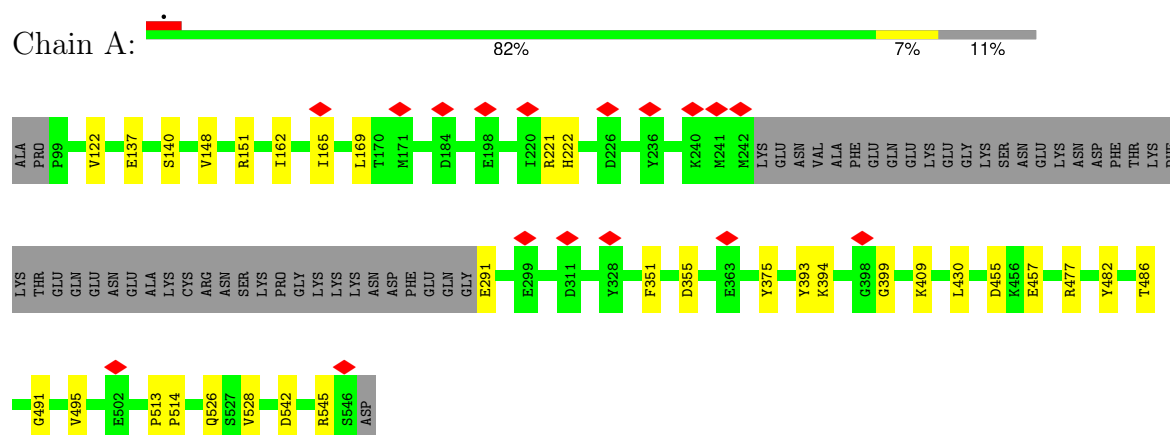 Chain A:
82% 7% 11%
ALA PRO P99 V122 E137 S140 V148 R151 I162 I165 L169 T170 M171 D184 E198 I220 R221 H222 D226 Y236 K240 M241 M242 LYS GLU ASN VAL ALA PHE GLU GLN GLU LYS GLU GLY LYS SER ASN GLU LYS ASN ASP PHE THR LYS PHE
LYS THR GLU GLN GLU ASN GLU ALA LYS CYS ARG ASN SER LYS PRO GLY LYS LYS LYS ASN ASP PHE GLU GLN GLY E291 E299 D311 Y328 F351 D355 E363 Y375 Y393 K394 G398 G399 K409 L430 D455 K456 E457 R477 Y482 T486
G491 V495 E502 P513 P514 Q526 S527 V528 D542 R545 S546 ASP